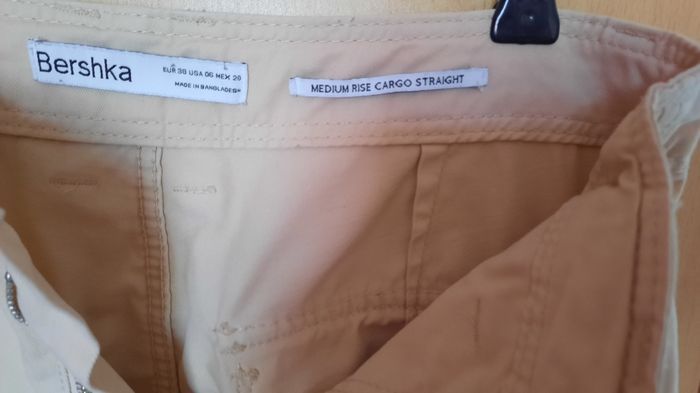 Bershka
EUR 38 USA 06 MEX 28
MADE IN BANGLADESH
MEDIUM RISE CARGO STRAIGHT